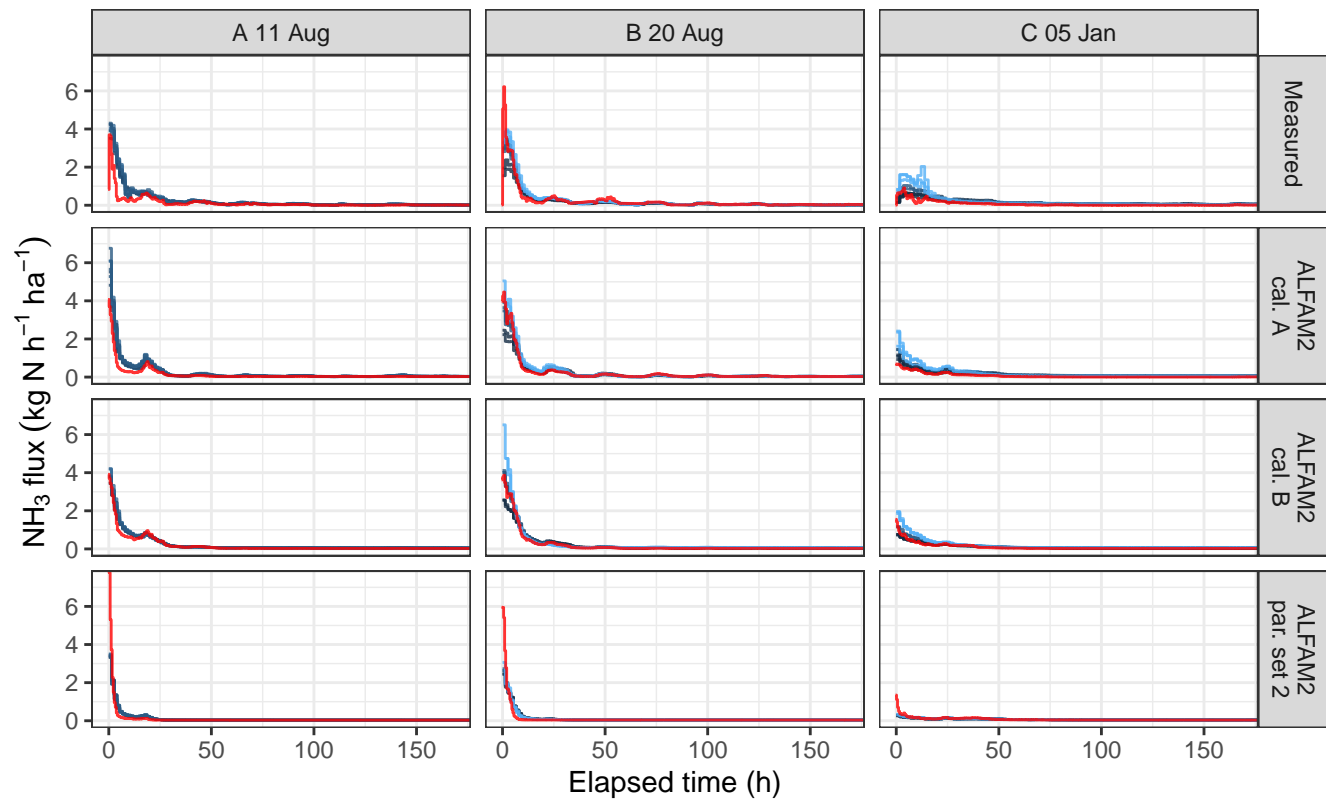 A 11 Aug
B 20 Aug
C 05 Jan
NH₃ flux (kg N h⁻¹ ha⁻¹)
6
4
2
0
Measured
6
4
2
0
ALFAM2
cal. A
6
4
2
0
ALFAM2
cal. B
6
4
2
0
ALFAM2
par. set 2
0 50 100 150
0 50 100 150
0 50 100 150
Elapsed time (h)